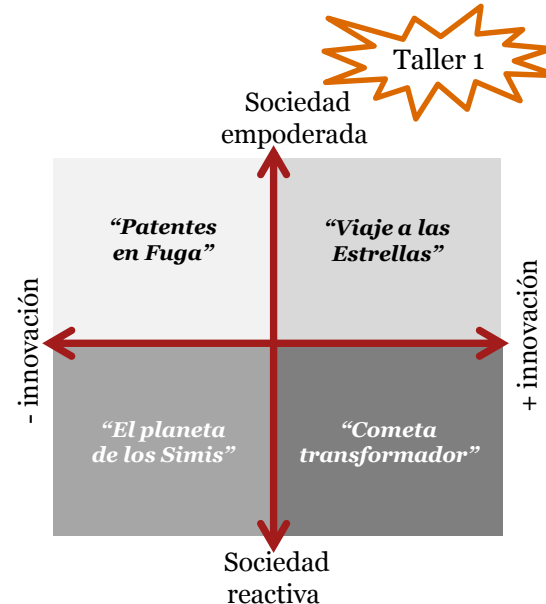 Taller 1
Sociedad
empoderada
“Patentes
en Fuga”
“Viaje a las
Estrellas”
- innovación
+ innovación
“El planeta
de los Simis”
“Cometa
transformador”
Sociedad
reactiva